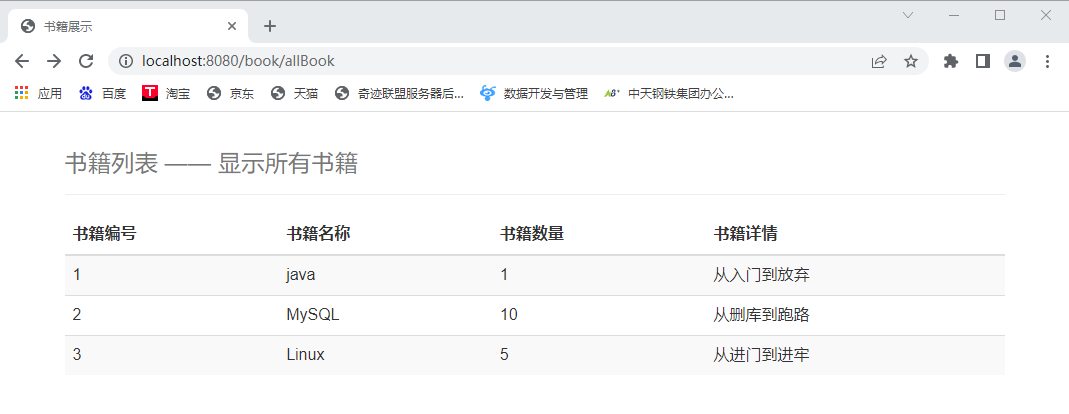 书籍展示
localhost:8080/book/allBook
应用 百度 淘宝 京东 天猫 奇迹联盟服务器后... 数据开发与管理 中天钢铁集团办公...
书籍列表 —— 显示所有书籍
书籍编号 书籍名称 书籍数量 书籍详情
1 java 1 从入门到放弃
2 MySQL 10 从删库到跑路
3 Linux 5 从进门到进牢